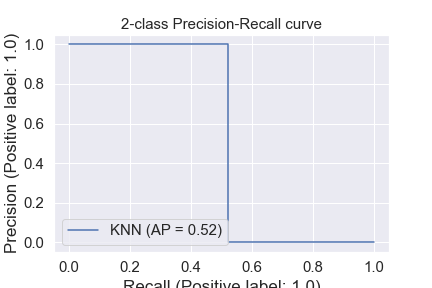 2-class Precision-Recall curve
Precision (Positive label: 1.0)
1.0
0.8
0.6
0.4
0.2
0.0
KNN (AP = 0.52)
0.0 0.2 0.4 0.6 0.8 1.0
Recall (Positive label: 1.0)